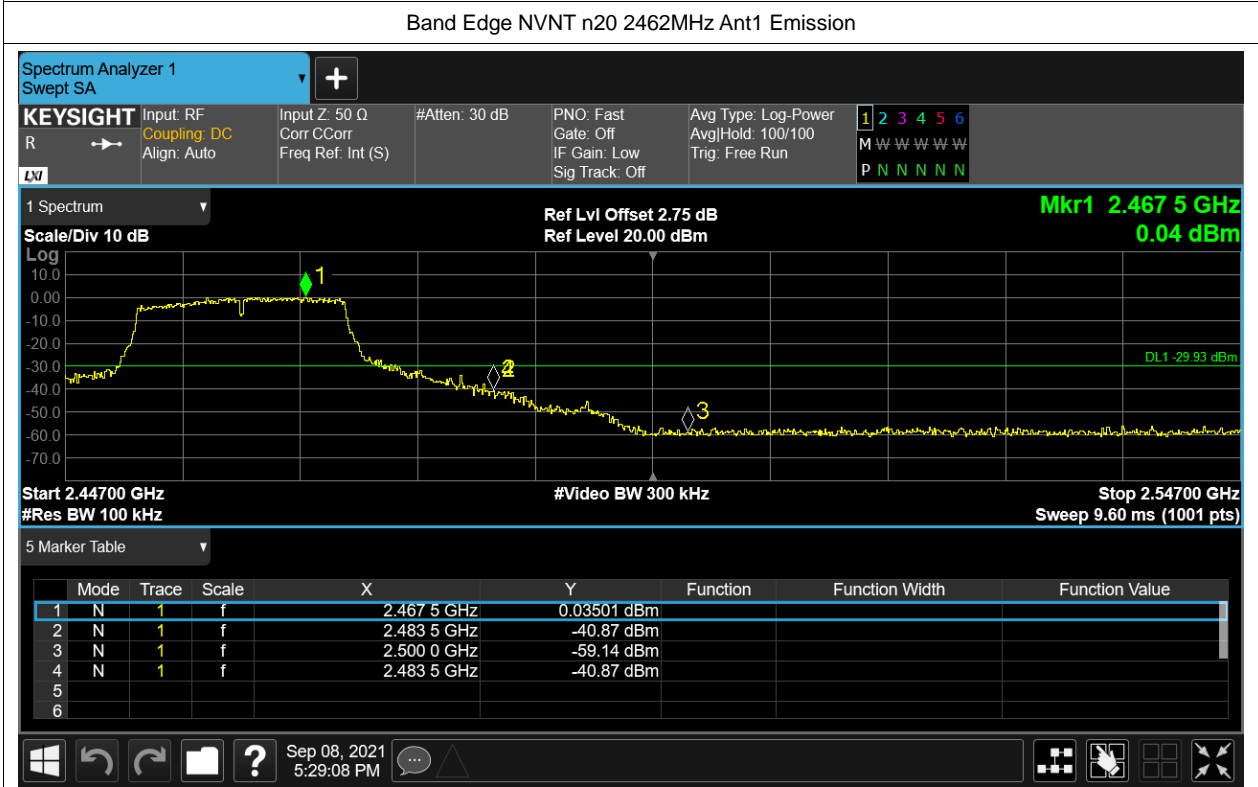 Band Edge NVNT n20 2462MHz Ant1 Emission
Spectrum Analyzer 1
Swept SA
KEYSIGHT
R
LXI
Input: RF
Coupling: DC
Align: Auto
Input Z: 50 Ω
Corr CCorr
Freq Ref: Int (S)
#Atten: 30 dB
PNO: Fast
Gate: Off
IF Gain: Low
Sig Track: Off
Avg Type: Log-Power
Avg|Hold: 100/100
Trig: Free Run
1 2 3 4 5 6
M W W W W W
P N N N N N
1 Spectrum
Scale/Div 10 dB
Ref Lvl Offset 2.75 dB
Ref Level 20.00 dBm
Mkr1 2.467 5 GHz
0.04 dBm
Log
10.0
0.00
-10.0
-20.0
-30.0
-40.0
-50.0
-60.0
-70.0
1
3
DL1 -29.93 dBm
Start 2.44700 GHz
#Video BW 300 kHz
Stop 2.54700 GHz
#Res BW 100 kHz
Sweep 9.60 ms (1001 pts)
5 Marker Table
Mode Trace Scale X Y Function Function Width Function Value
1 N 1 f 2.467 5 GHz 0.03501 dBm
2 N 1 f 2.483 5 GHz -40.87 dBm
3 N 1 f 2.500 0 GHz -59.14 dBm
4 N 1 f 2.483 5 GHz -40.87 dBm
5
6
?
Sep 08, 2021
5:29:08 PM